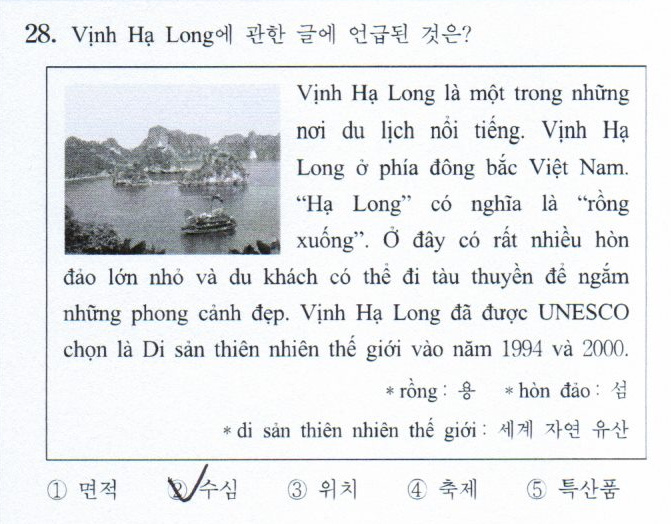 28. Vịnh Hạ Long에 관한 글에 언급된 것은?
Vịnh Hạ Long là một trong những
nơi du lịch nổi tiếng. Vịnh Hạ
Long ở phía đông bắc Việt Nam.
“Hạ Long” có nghĩa là “rồng
xuống”. Ở đây có rất nhiều hòn
đảo lớn nhỏ và du khách có thể đi tàu thuyền để ngắm
những phong cảnh đẹp. Vịnh Hạ Long đã được UNESCO
chọn là Di sản thiên nhiên thế giới vào năm 1994 và 2000.
* rồng : 용 * hòn đảo : 섬
* di sản thiên nhiên thế giới : 세계 자연 유산
① 면적 ② 수심 ③ 위치 ④ 축제 ⑤ 특산품